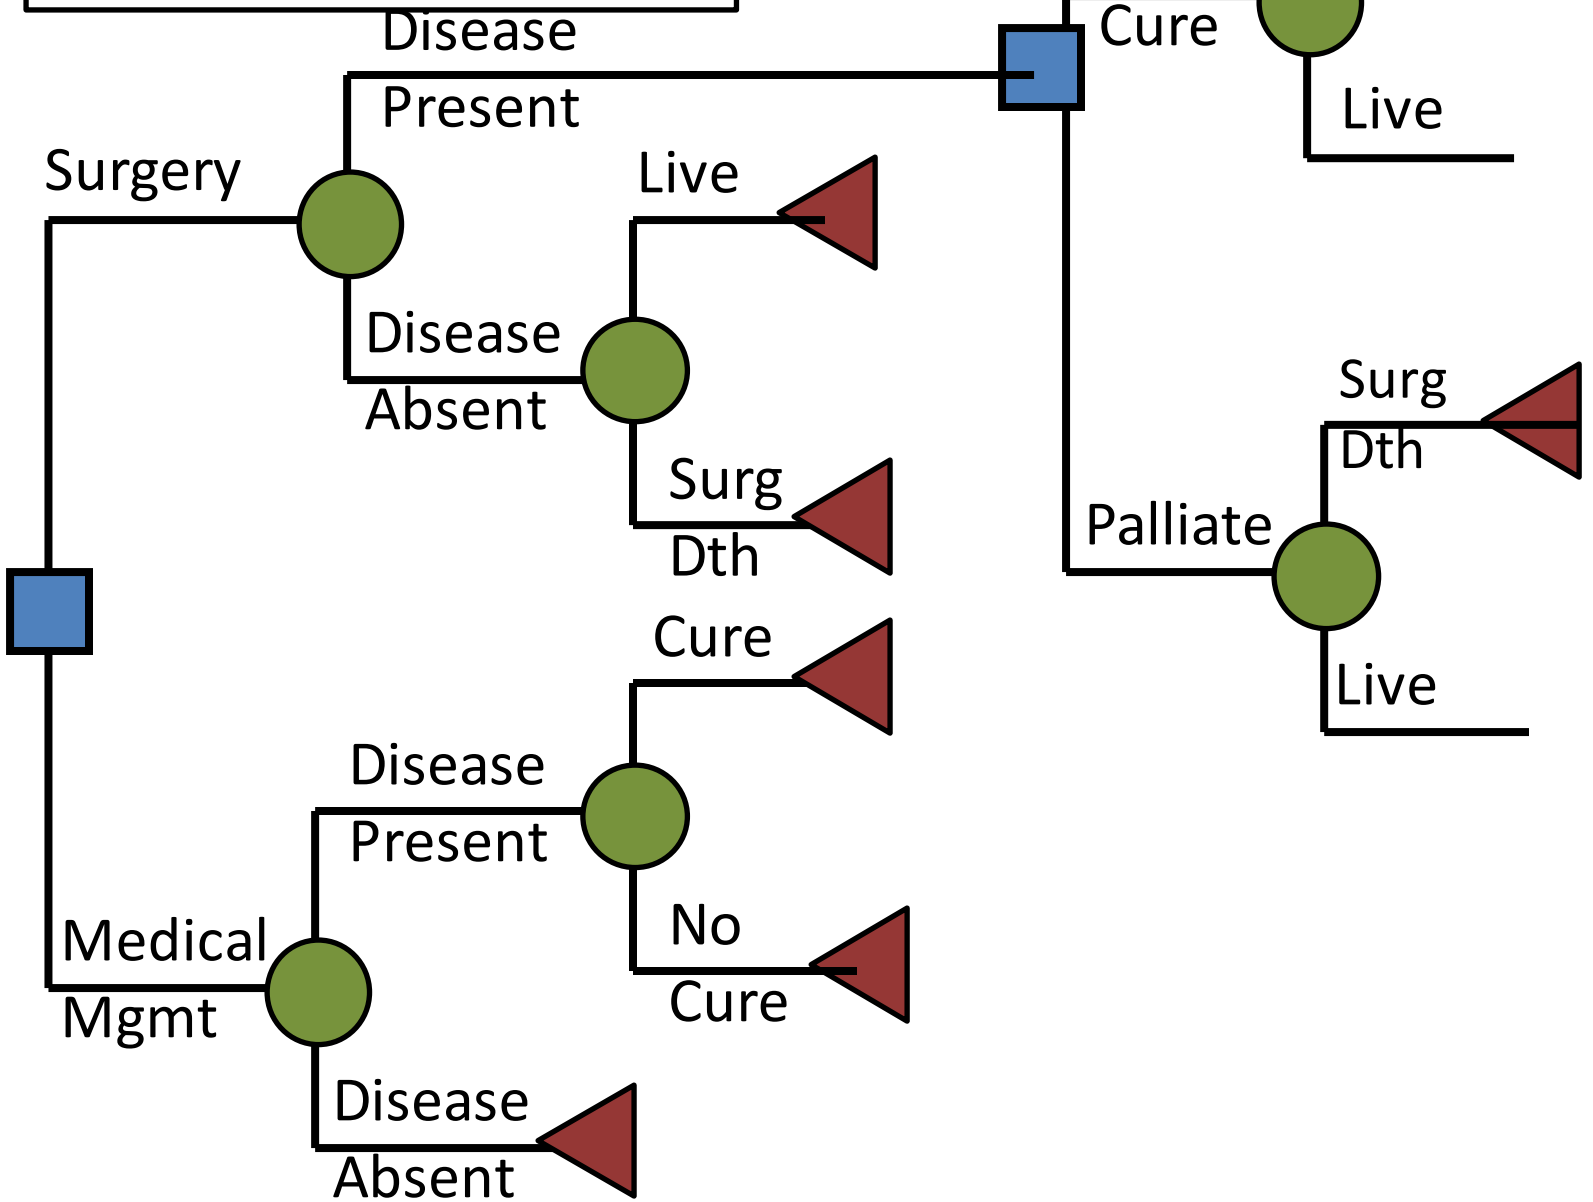 Disease
Present
Cure
Live
Surgery
Live
Disease
Absent
Surg
Dth
Surg
Dth
Palliate
Live
Cure
Disease
Present
No
Cure
Medical
Mgmt
Disease
Absent